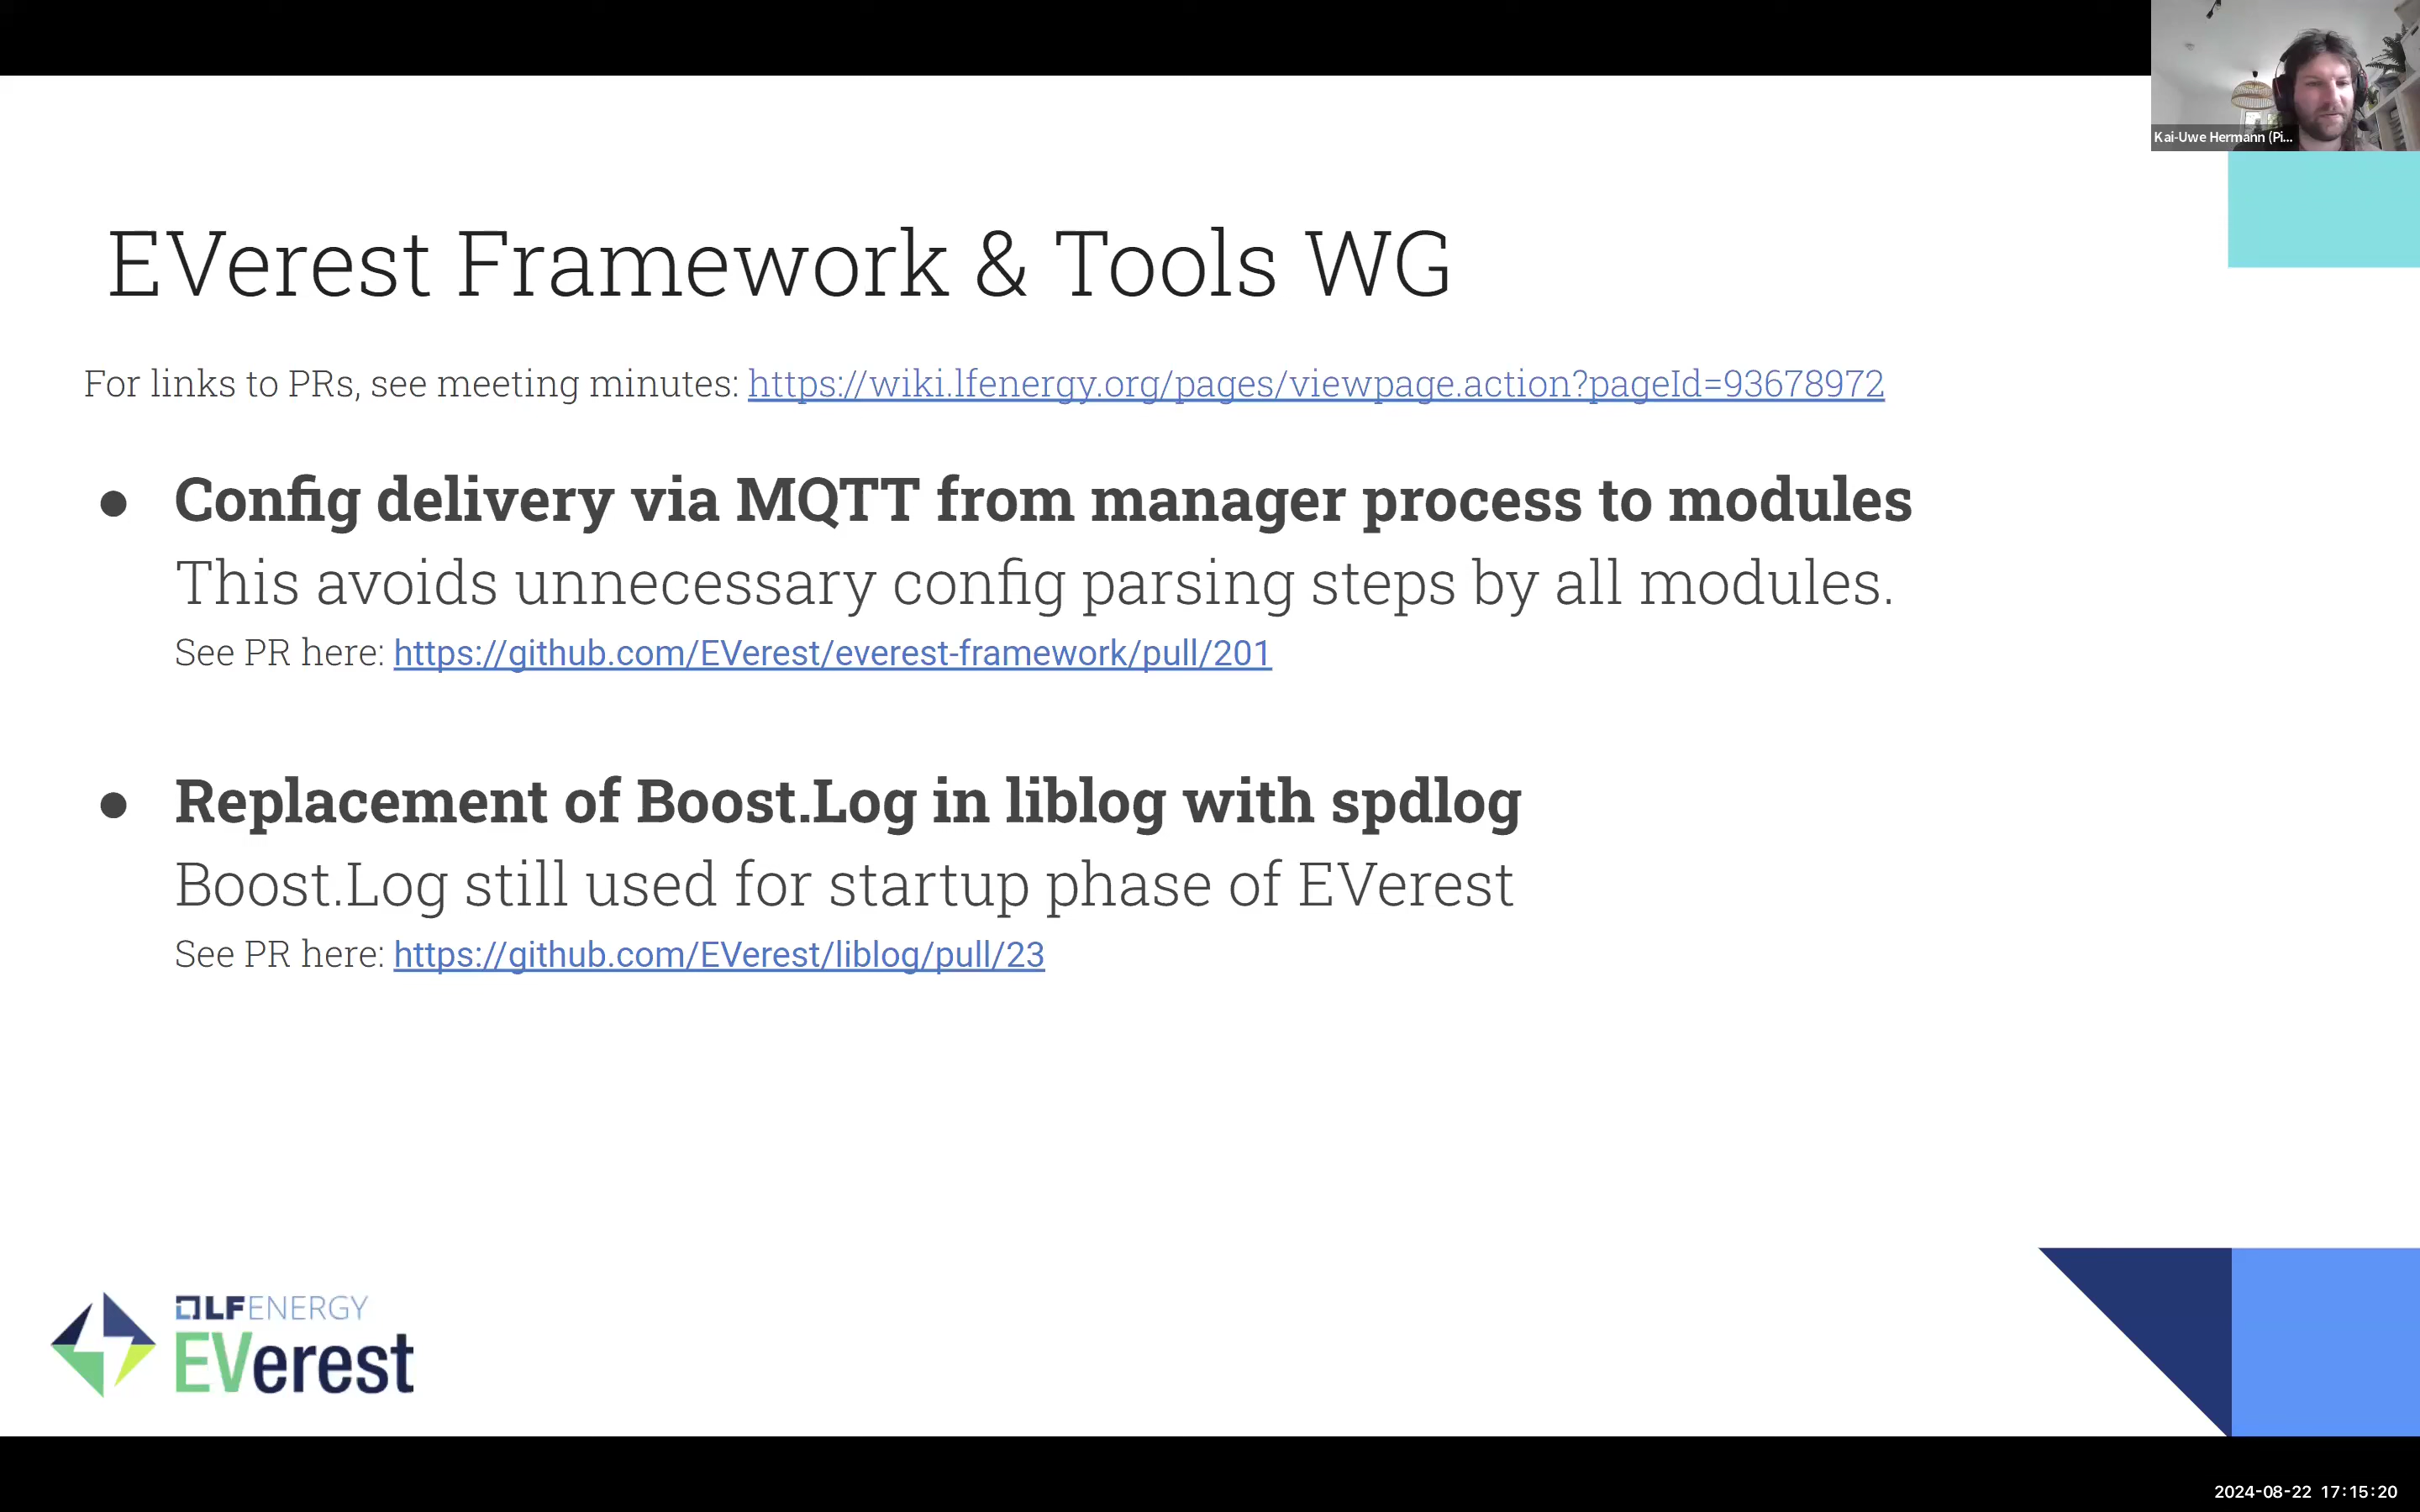 Kai-Uwe Hermann (Pi...
EVerest Framework & Tools WG
For links to PRs, see meeting minutes: https://wiki.lfenergy.org/pages/viewpage.action?pageId=93678972
● Config delivery via MQTT from manager process to modules
This avoids unnecessary config parsing steps by all modules.
See PR here: https://github.com/EVerest/everest-framework/pull/201
● Replacement of Boost.Log in liblog with spdlog
Boost.Log still used for startup phase of EVerest
See PR here: https://github.com/EVerest/liblog/pull/23
LFENERGY
EVerest
2024-08-22 17:15:20